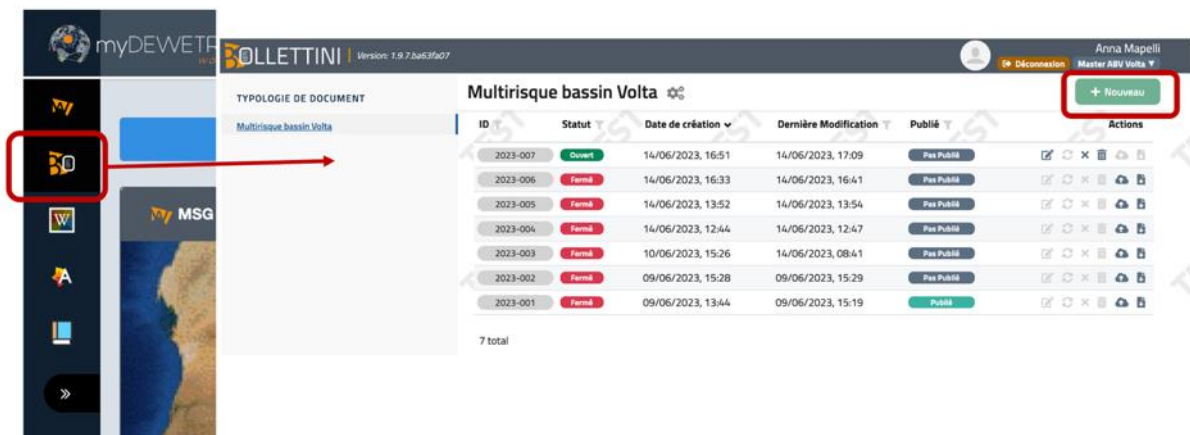 myDEWETR
BOLLETTINI | Version: 1.9.7.ba63fa07
Anna Mapelli
Déconnexion Master ABV Volta ▼
TYPOLOGIE DE DOCUMENT
Multirisque bassin Volta
Multirisque bassin Volta
+ Nouveau
ID Statut Date de création Dernière Modification Publié Actions
2023-007 Ouvert 14/06/2023, 16:51 14/06/2023, 17:09 Pas Publié
2023-006 Fermé 14/06/2023, 16:33 14/06/2023, 16:41 Pas Publié
2023-005 Fermé 14/06/2023, 13:52 14/06/2023, 13:54 Pas Publié
2023-004 Fermé 14/06/2023, 12:44 14/06/2023, 12:47 Pas Publié
2023-003 Fermé 10/06/2023, 15:26 14/06/2023, 08:41 Pas Publié
2023-002 Fermé 09/06/2023, 15:28 09/06/2023, 15:29 Pas Publié
2023-001 Fermé 09/06/2023, 13:44 09/06/2023, 15:19 Publié
7 total
MSG
W
A
»